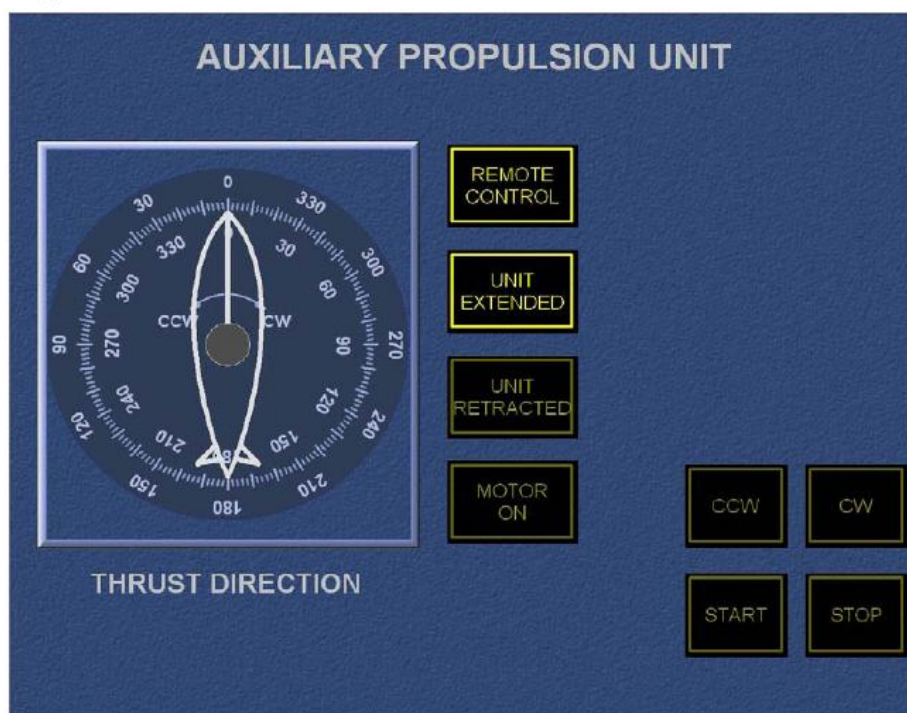 AUXILIARY PROPULSION UNIT
0
330
300
270
240
210
180
150
120
90
60
30
30
60
90
120
150
210
240
270
300
330
CCW
CW
THRUST DIRECTION
REMOTE
CONTROL
UNIT
EXTENDED
UNIT
RETRACTED
MOTOR
ON
CCW
CW
START
STOP